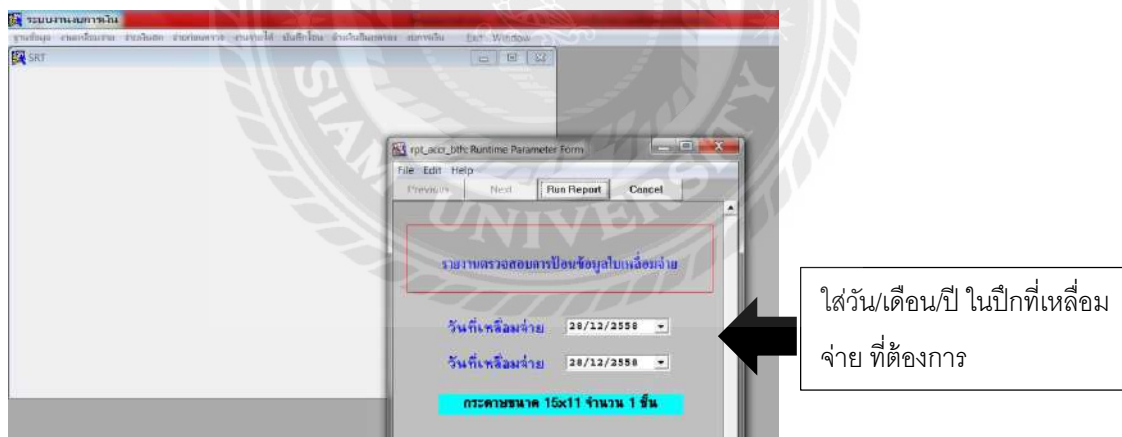 ระบบงานงบการเงิน
Exit Window
SRT
SIAM UNIVERSITY
rpt_accr_bth: Runtime Parameter Form
File Edit Help
Previous Next Run Report Cancel
รายงานตรวจสอบการป้อนข้อมูลใบเหลื่อมจ่าย
วันที่เหลื่อมจ่าย 28/12/2558
วันที่เหลื่อมจ่าย 28/12/2558
กระดาษขนาด 15x11 จำนวน 1 ชั้น
ใส่วัน/เดือน/ปี ในปีกที่เหลื่อม
จ่าย ที่ต้องการ